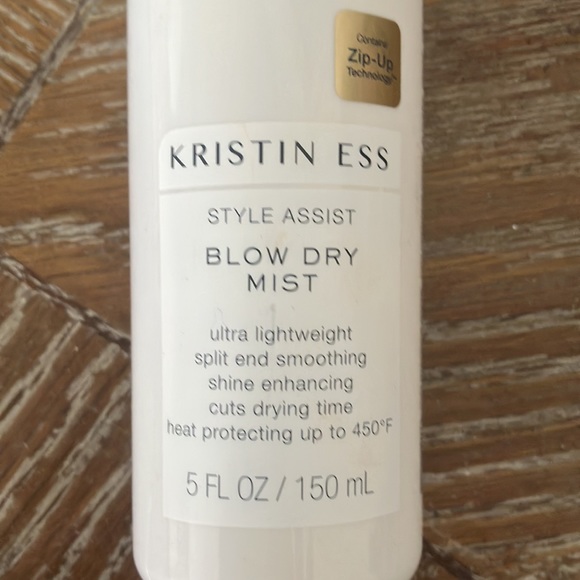 Contains
Zip-Up
Technology™
KRISTIN ESS
STYLE ASSIST
BLOW DRY
MIST
ultra lightweight
split end smoothing
shine enhancing
cuts drying time
heat protecting up to 450°F
5 FL OZ / 150 mL